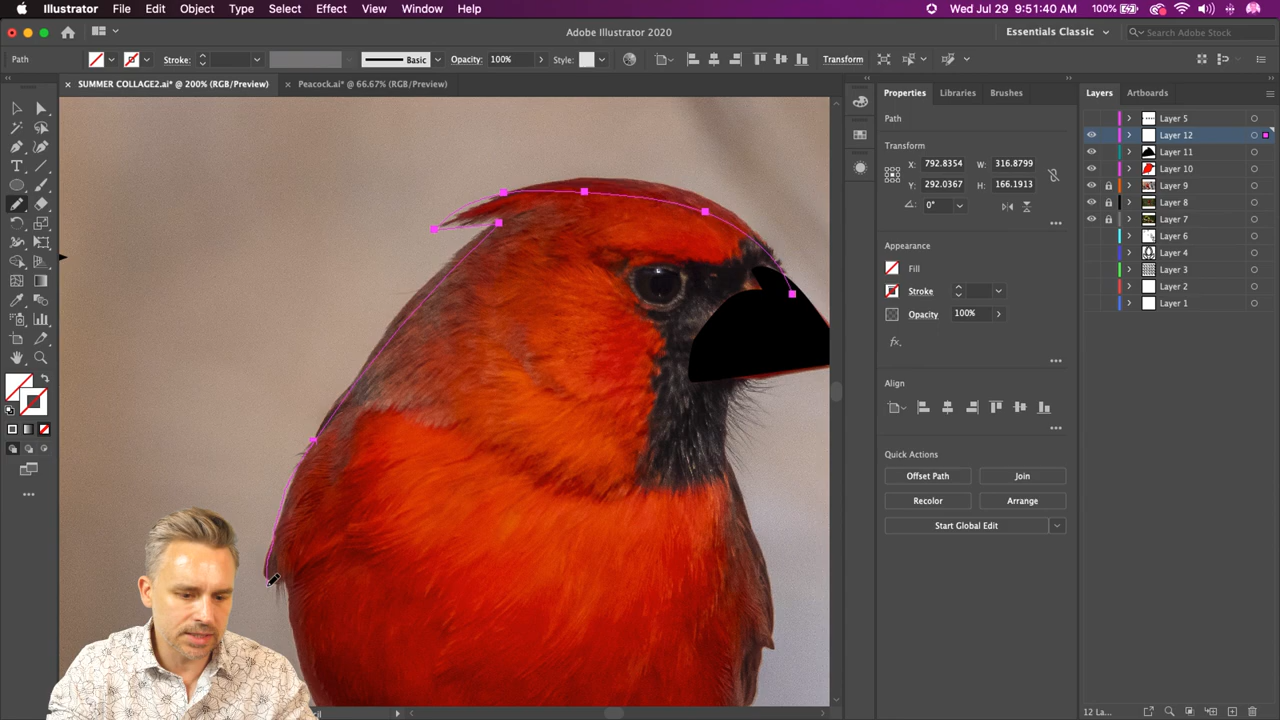 Illustrator File Edit Object Type Select Effect View Window Help
100% Wed Jul 29 9:51:40 AM
Adobe Illustrator 2020
Essentials Classic
Search Adobe Stock
Path
Stroke:
Basic
Opacity: 100%
Style:
Transform
× SUMMER COLLAGE2.ai* @ 200% (RGB/Preview)
× Peacock.ai* @ 66.67% (RGB/Preview)
Properties Libraries Brushes
Path
Transform
X: 792.8354 W: 316.8799
Y: 292.0367 H: 166.1913
0°
Appearance
Fill
Stroke
Opacity 100%
fx.
Align
Quick Actions
Offset Path Join
Recolor Arrange
Start Global Edit
Layers Artboards
Layer 5
Layer 12
Layer 11
Layer 10
Layer 9
Layer 8
Layer 7
Layer 6
Layer 4
Layer 3
Layer 2
Layer 1
12 La...